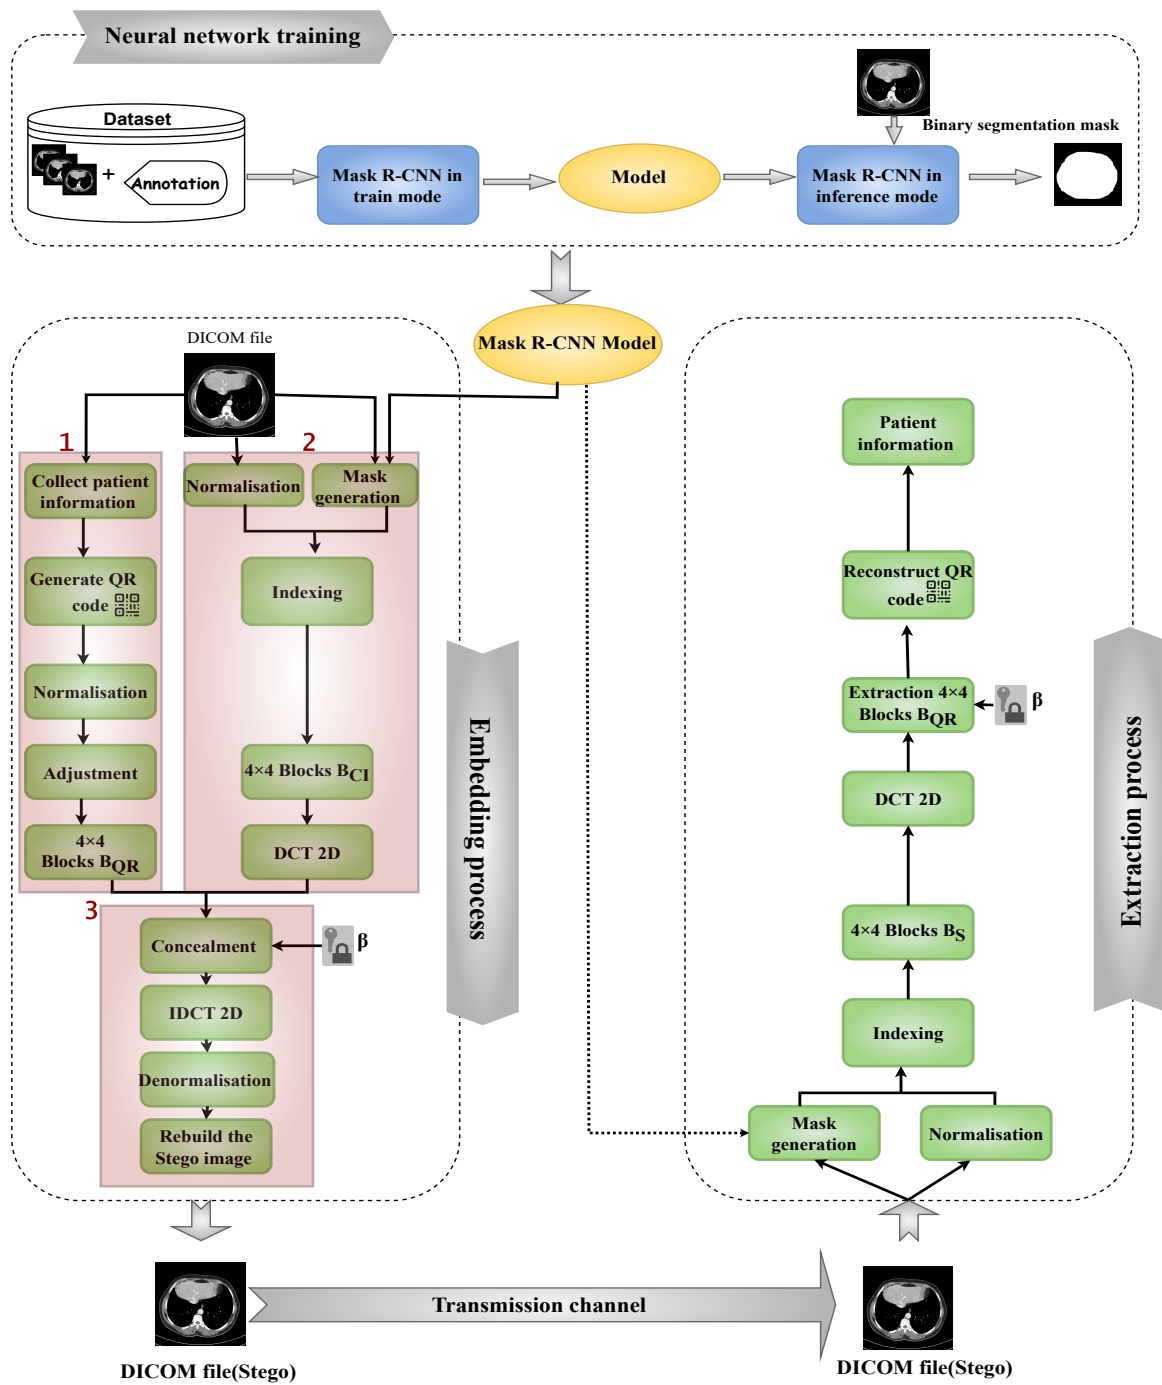 Neural network training
Dataset
+
Annotation
Mask R-CNN in
train mode
Model
Mask R-CNN in
inference mode
Binary segmentation mask
Mask R-CNN Model
DICOM file
1
2
Collect patient
information
Generate QR
code
Normalisation
Adjustment
4×4
Blocks BQR
Normalisation
Mask
generation
Indexing
4×4 Blocks BCI
DCT 2D
3
Concealment
β
IDCT 2D
Denormalisation
Rebuild the
Stego image
Embedding process
Patient
information
Reconstruct QR
code
Extraction 4×4
Blocks BQR
β
DCT 2D
4×4 Blocks BS
Indexing
Mask
generation
Normalisation
Extraction process
Transmission channel
DICOM file(Stego)
DICOM file(Stego)